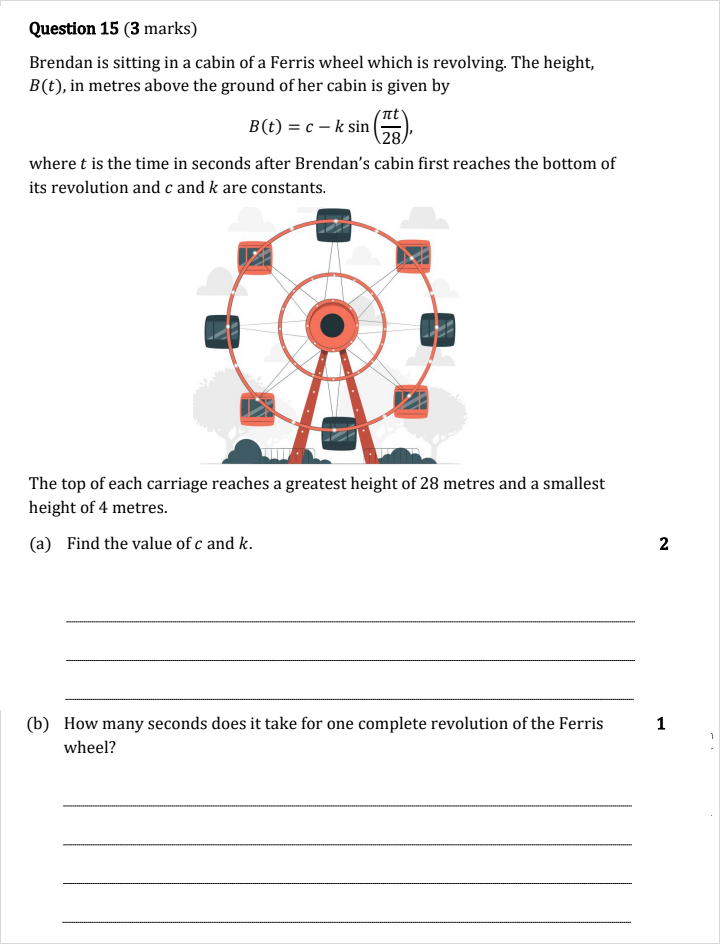 Question 15 (3 marks)
Brendan is sitting in a cabin of a Ferris wheel which is revolving. The height,
B(t), in metres above the ground of her cabin is given by
B(t) = c − k sin(πt/28),
where t is the time in seconds after Brendan’s cabin first reaches the bottom of
its revolution and c and k are constants.
The top of each carriage reaches a greatest height of 28 metres and a smallest
height of 4 metres.
(a) Find the value of c and k. 2
(b) How many seconds does it take for one complete revolution of the Ferris 1
wheel?